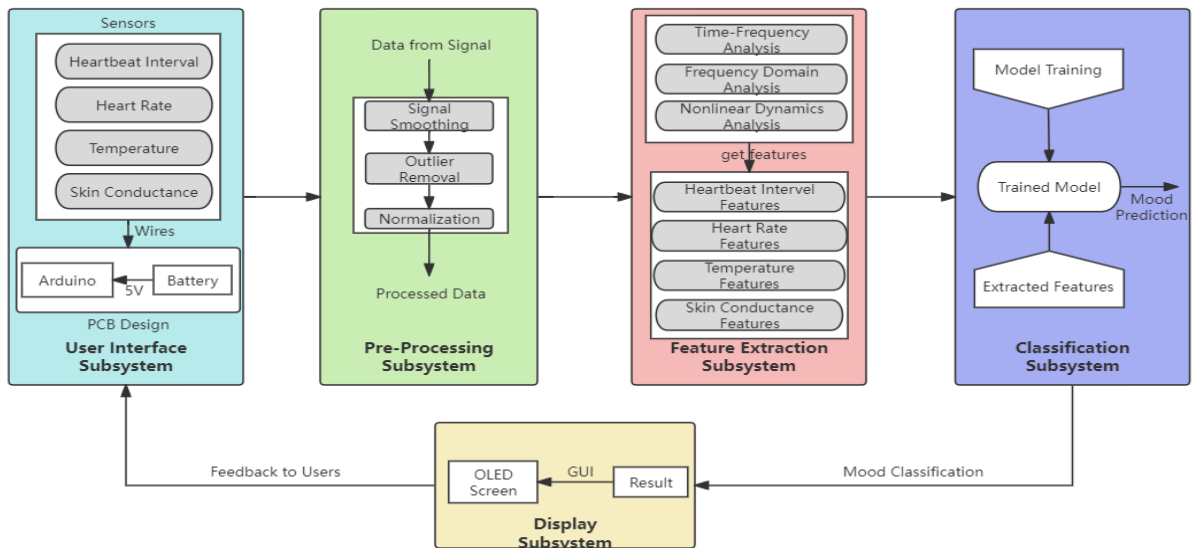 Sensors
Heartbeat Interval
Heart Rate
Temperature
Skin Conductance
Wires
Arduino
5V
Battery
PCB Design
User Interface
Subsystem
Data from Signal
Signal
Smoothing
Outlier
Removal
Normalization
Processed Data
Pre-Processing
Subsystem
Time-Frequency
Analysis
Frequency Domain
Analysis
Nonlinear Dynamics
Analysis
get features
Heartbeat Intervel
Features
Heart Rate
Features
Temperature
Features
Skin Conductance
Features
Feature Extraction
Subsystem
Model Training
Trained Model
Mood
Prediction
Extracted Features
Classification
Subsystem
Feedback to Users
OLED
Screen
GUI
Result
Mood Classification
Display
Subsystem